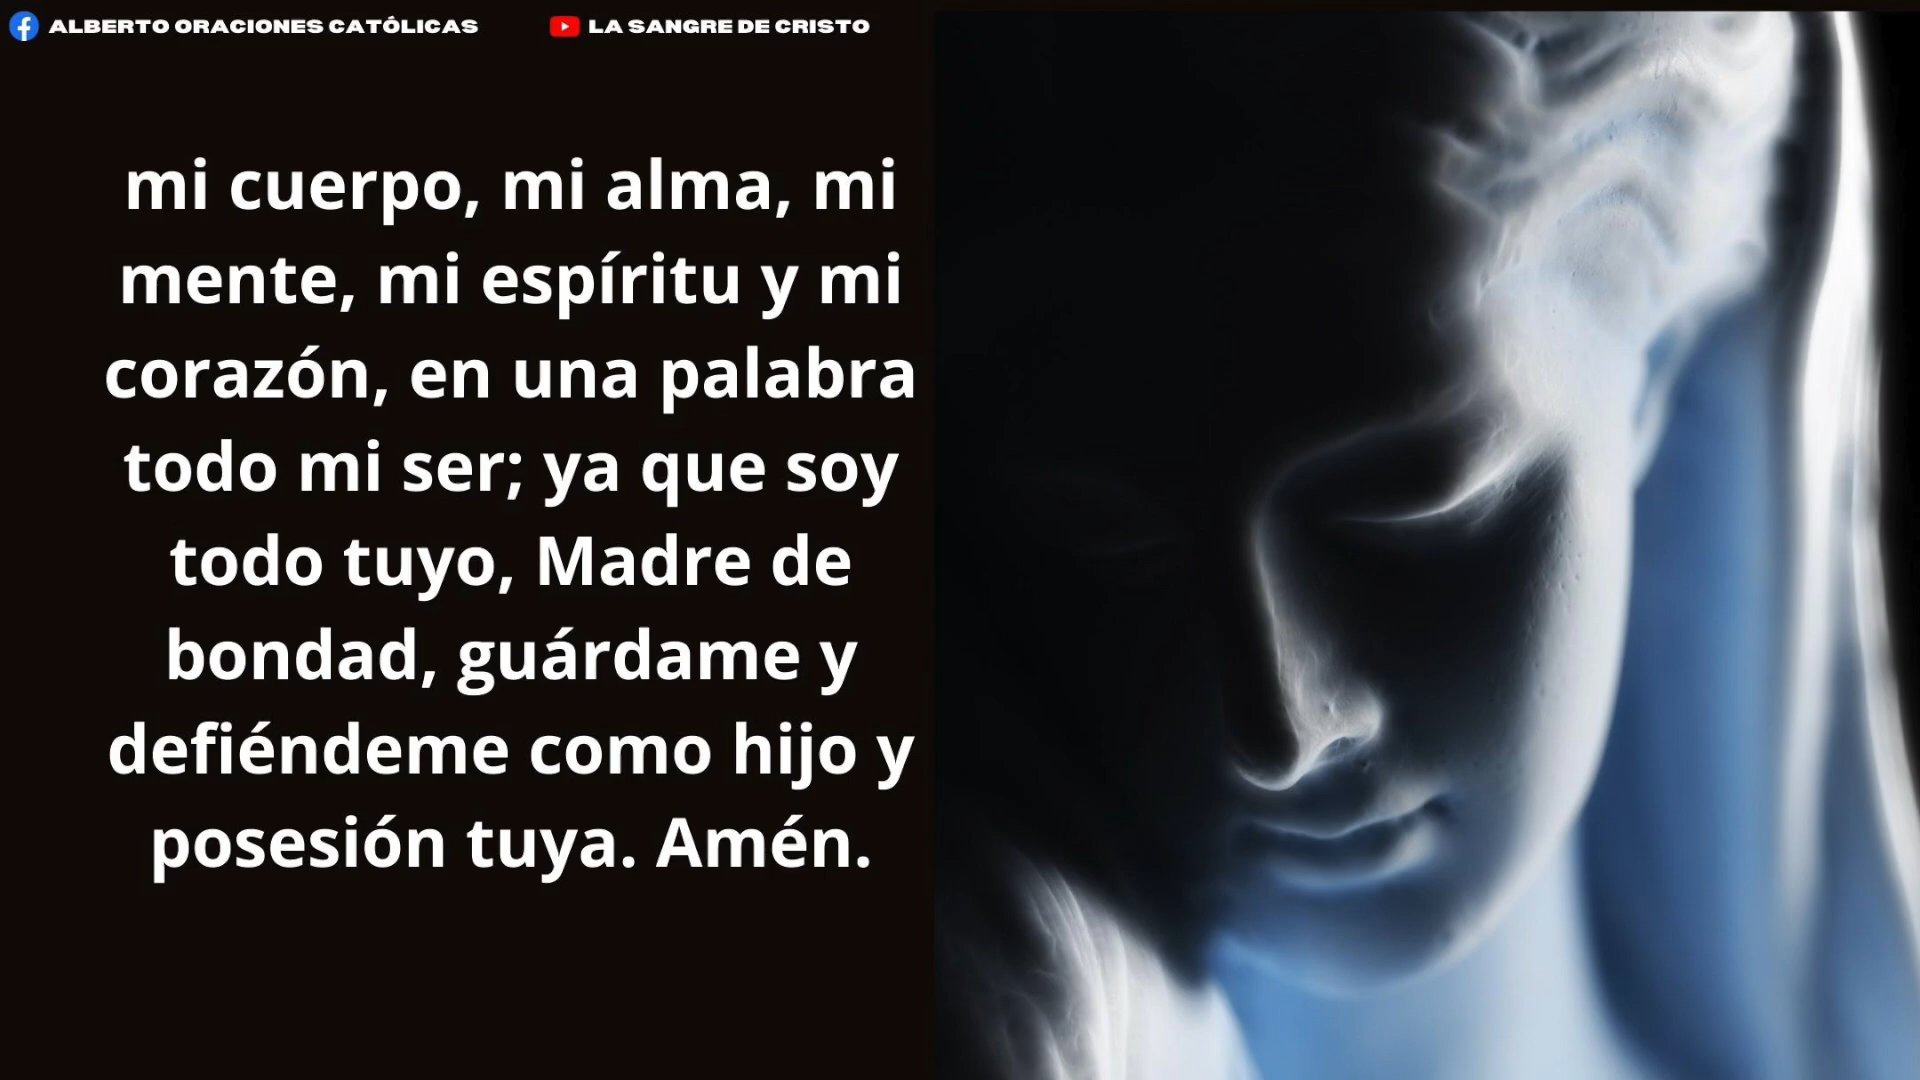 ALBERTO ORACIONES CATÓLICAS
LA SANGRE DE CRISTO
mi cuerpo, mi alma, mi
mente, mi espíritu y mi
corazón, en una palabra
todo mi ser; ya que soy
todo tuyo, Madre de
bondad, guárdame y
defiéndeme como hijo y
posesión tuya. Amén.